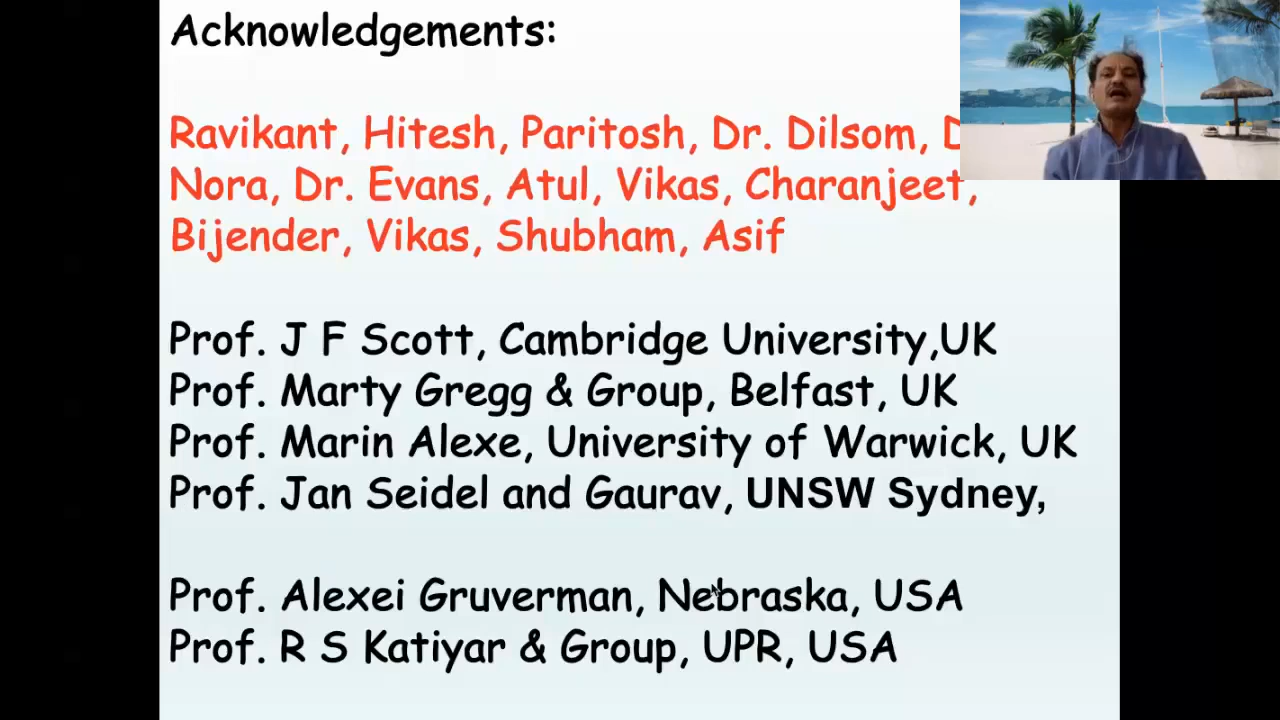 Acknowledgements:
Ravikant, Hitesh, Paritosh, Dr. Dilsom,
Nora, Dr. Evans, Atul, Vikas, Charanjeet,
Bijender, Vikas, Shubham, Asif
Prof. J F Scott, Cambridge University,UK
Prof. Marty Gregg & Group, Belfast, UK
Prof. Marin Alexe, University of Warwick, UK
Prof. Jan Seidel and Gaurav, UNSW Sydney,
Prof. Alexei Gruverman, Nebraska, USA
Prof. R S Katiyar & Group, UPR, USA